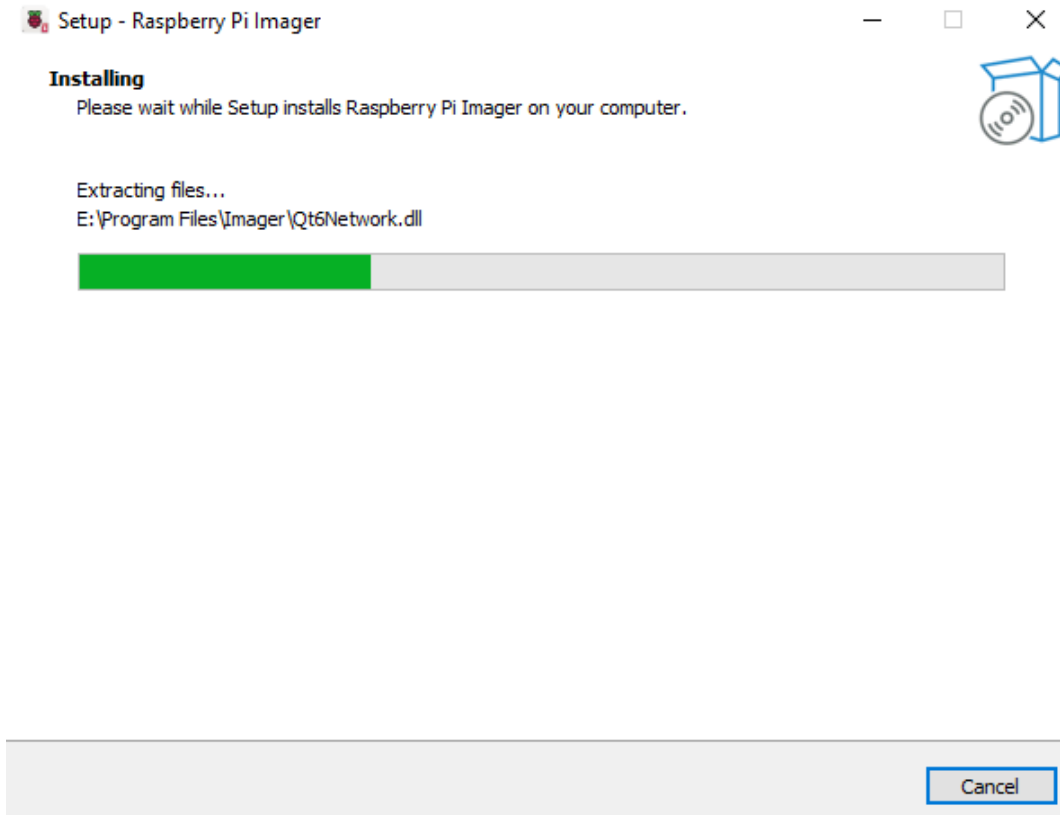 Setup - Raspberry Pi Imager
Installing
Please wait while Setup installs Raspberry Pi Imager on your computer.
Extracting files...
E:\Program Files\Imager\Qt6Network.dll
Cancel